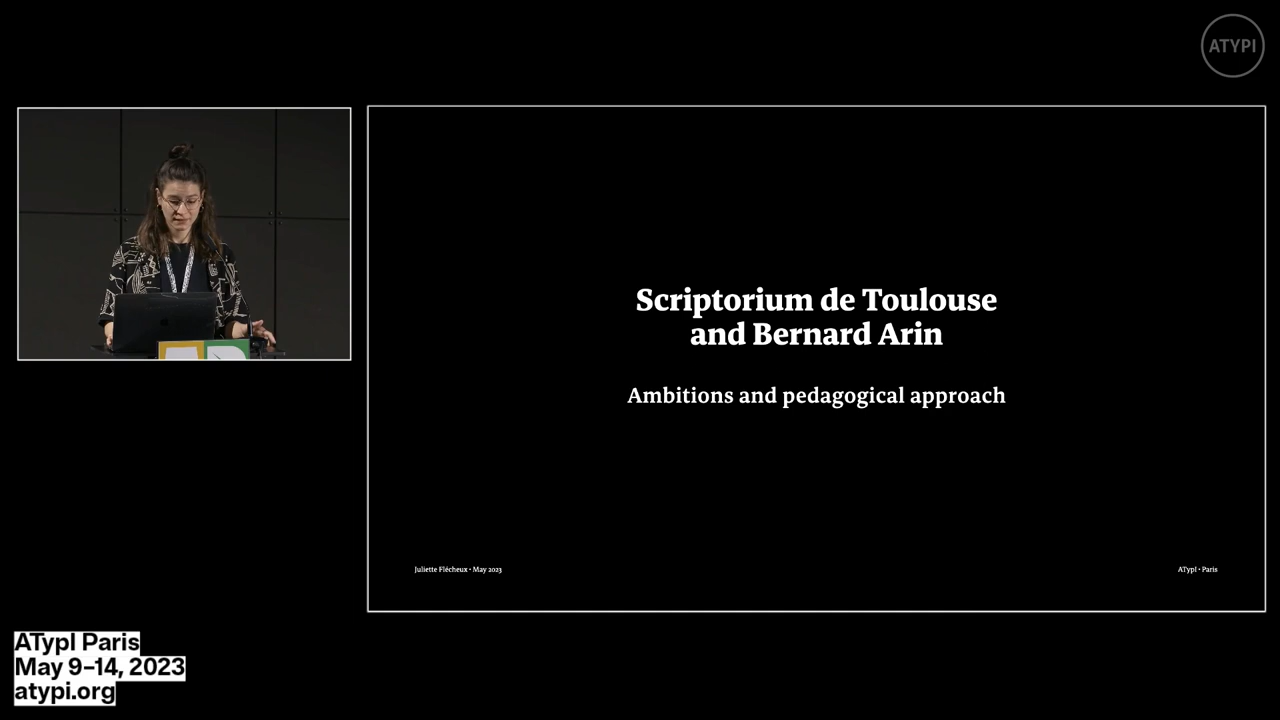 ATYPI
Scriptorium de Toulouse
and Bernard Arin
Ambitions and pedagogical approach
Juliette Flécheux • May 2023
ATypI • Paris
ATypI Paris
May 9–14, 2023
atypi.org